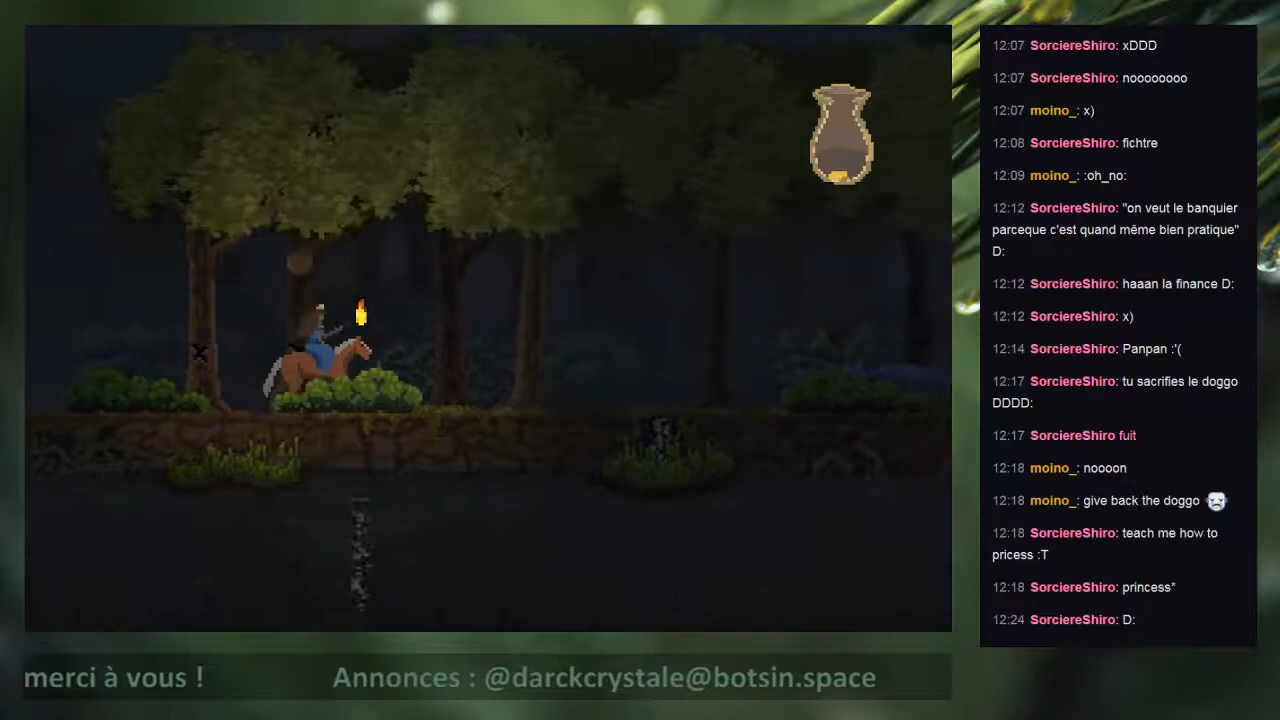 12:07 SorciereShiro: xDDD
12:07 SorciereShiro: noooooooo
12:07 moino_: x)
12:08 SorciereShiro: fichtre
12:09 moino_: :oh_no:
12:12 SorciereShiro: "on veut le banquier
parceque c'est quand même bien pratique"
D:
12:12 SorciereShiro: haaan la finance D:
12:12 SorciereShiro: x)
12:14 SorciereShiro: Panpan :'(
12:17 SorciereShiro: tu sacrifies le doggo
DDDD:
12:17 SorciereShiro fuit
12:18 moino_: noooon
12:18 moino_: give back the doggo
12:18 SorciereShiro: teach me how to
pricess :T
12:18 SorciereShiro: princess*
12:24 SorciereShiro: D:
merci à vous ! Annonces : @darckcrystale@botsin.space